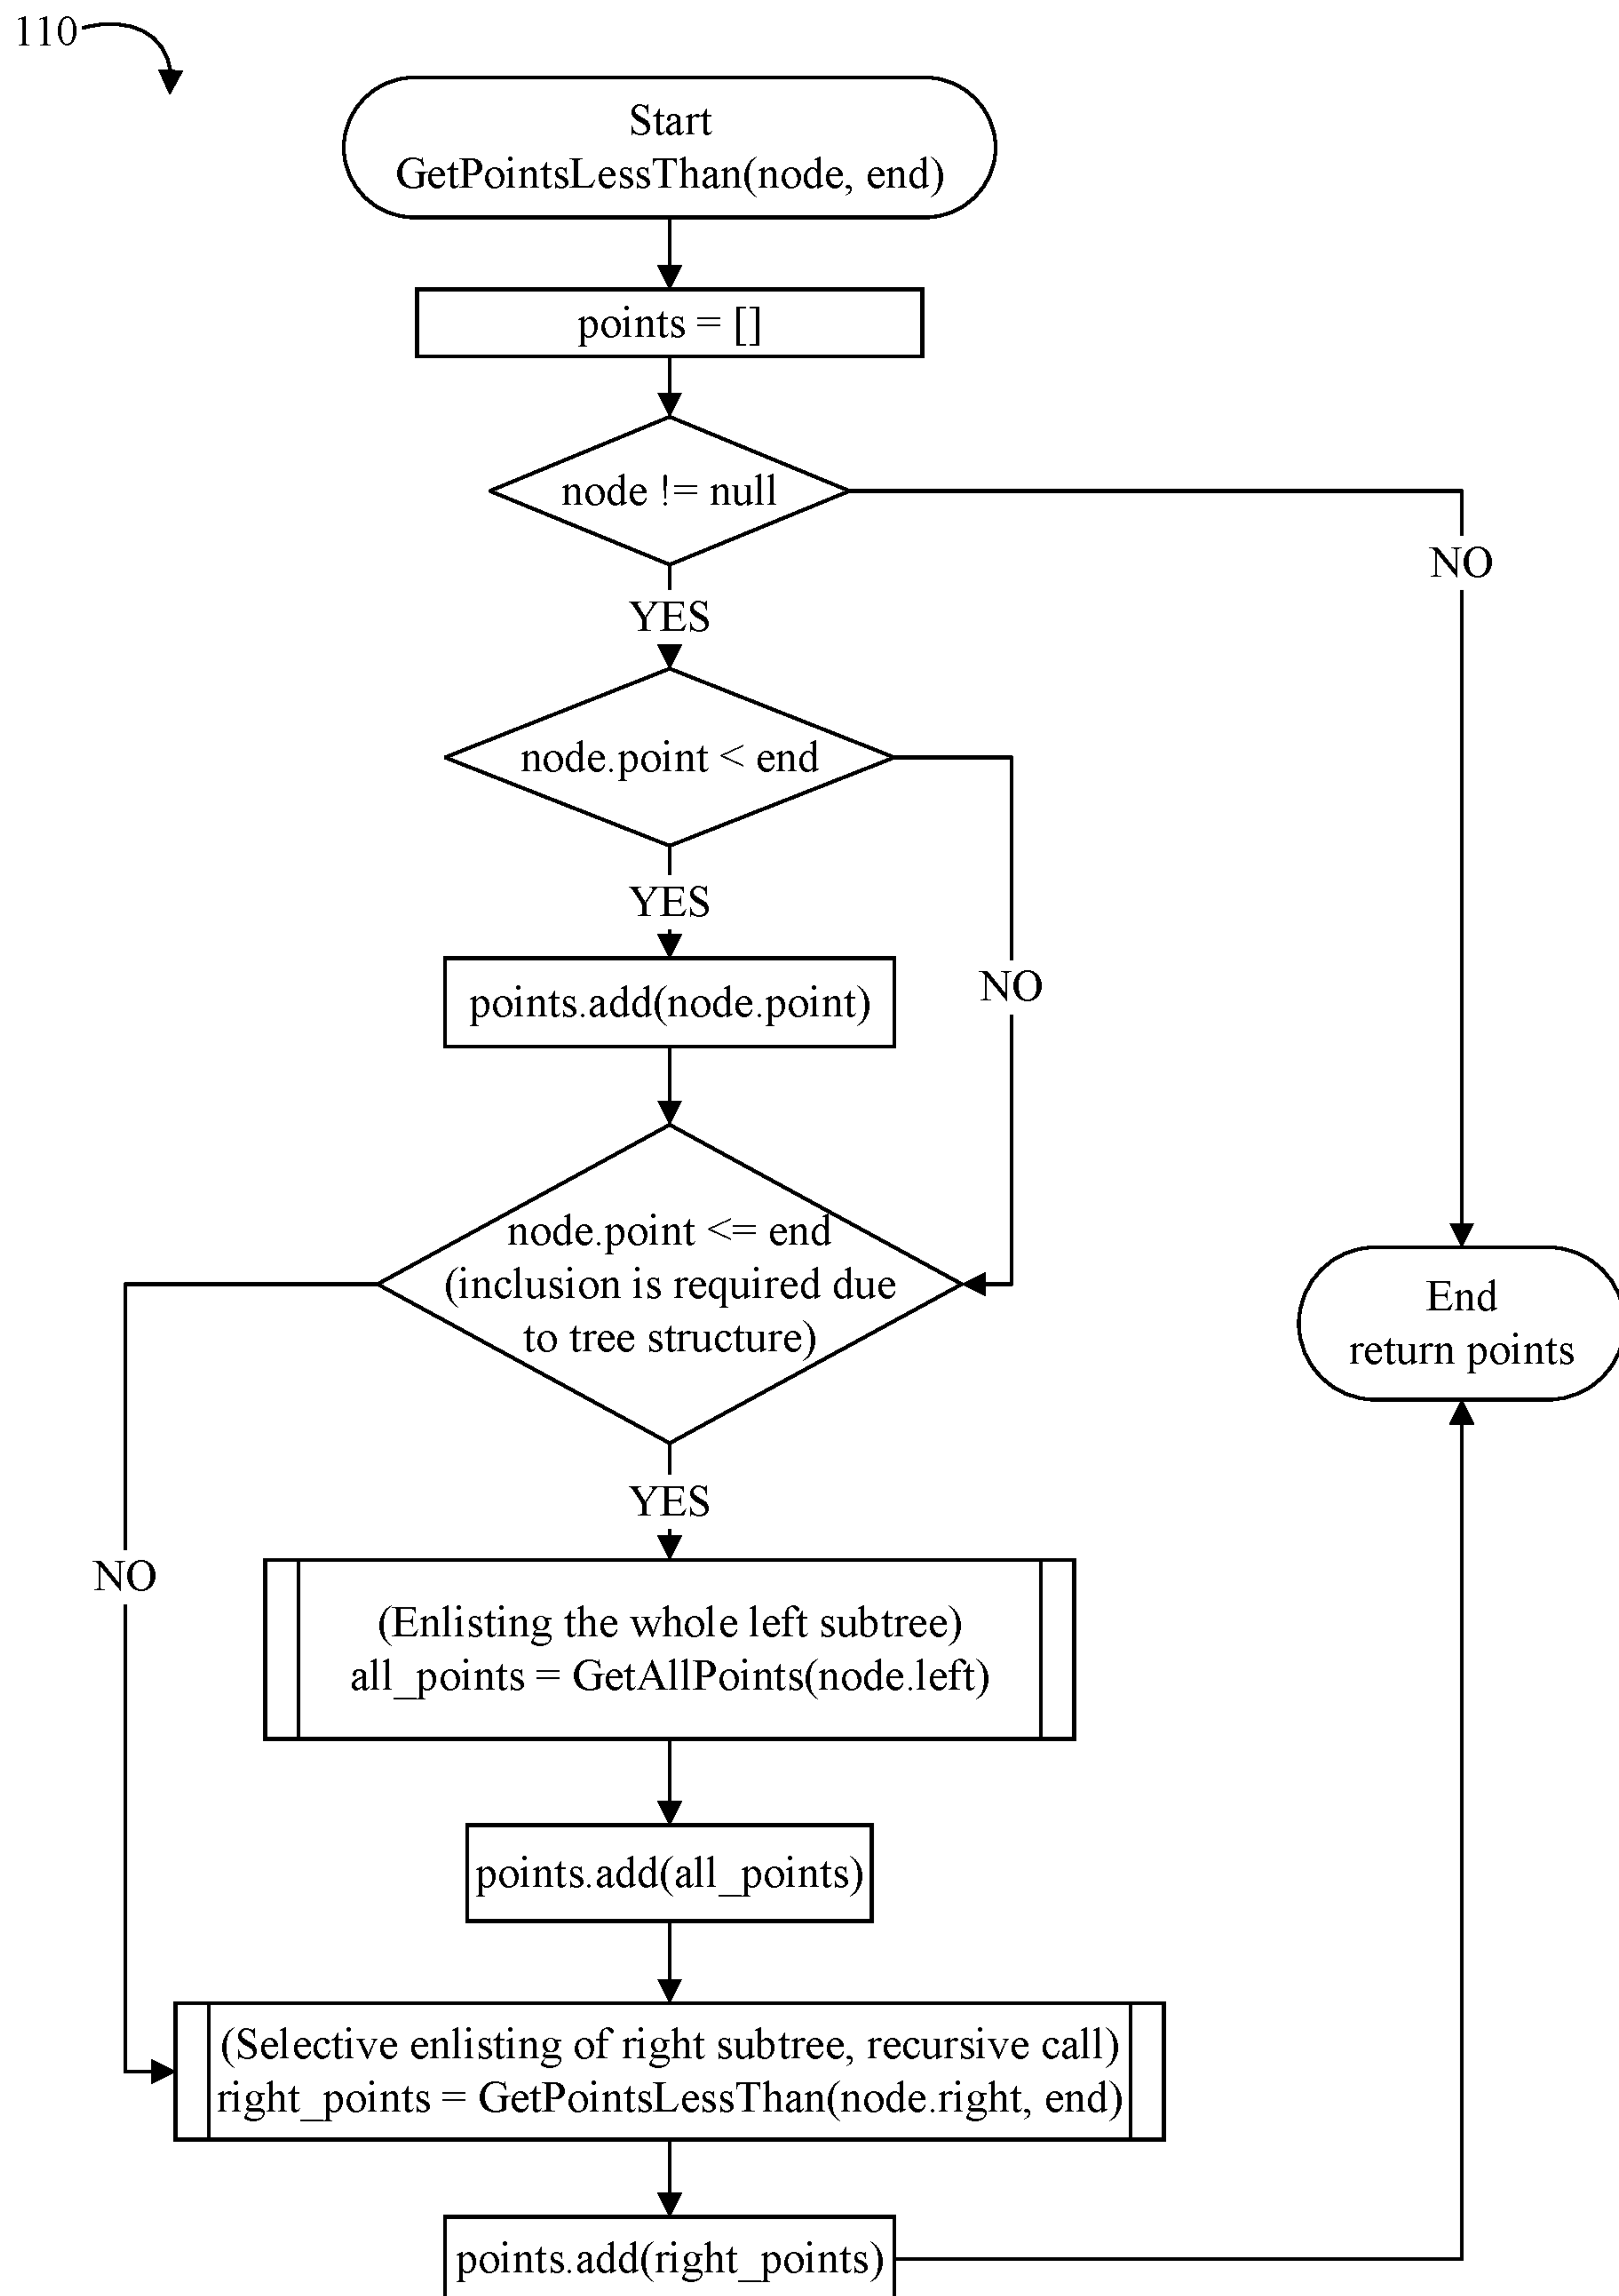 110
Start
GetPointsLessThan(node, end)
points = []
node != null
NO
YES
node.point < end
YES
NO
points.add(node.point)
node.point <= end
(inclusion is required due
to tree structure)
End
return points
YES
NO
(Enlisting the whole left subtree)
all_points = GetAllPoints(node.left)
points.add(all_points)
(Selective enlisting of right subtree, recursive call)
right_points = GetPointsLessThan(node.right, end)
points.add(right_points)